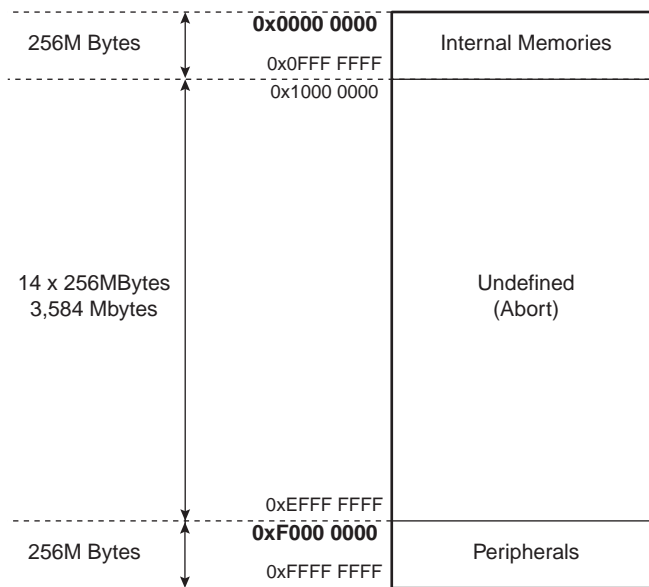 0x0000 0000
256M Bytes
Internal Memories
0x0FFF FFFF
0x1000 0000
14 x 256MBytes
3,584 Mbytes
Undefined
(Abort)
0xEFFF FFFF
0xF000 0000
256M Bytes
Peripherals
0xFFFF FFFF